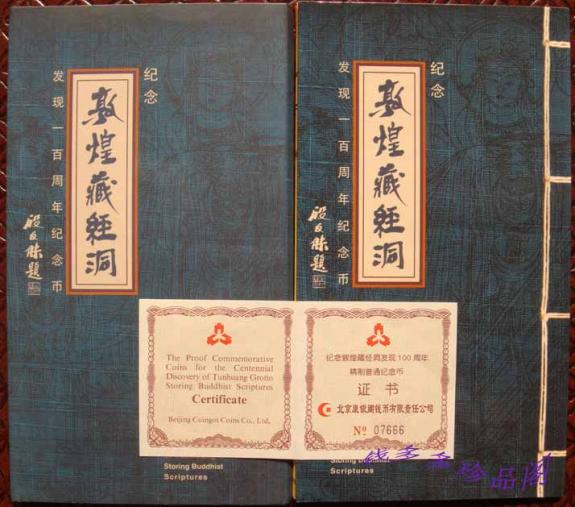 纪念
敦煌藏经洞
发现一百周年纪念币
段文杰题
纪念
敦煌藏经洞
发现一百周年纪念币
段文杰题
The Proof Commemorative
Coins for the Centennial
Discovery of Tunhuang Grotto
Storing Buddhist Scriptures
Certificate
Beijing Cuingot Coins Co., Ltd.
纪念敦煌藏经洞发现100周年
精制普通纪念币
证书
北京康银阁钱币有限责任公司
№ 07666
Storing Buddhist
Scriptures
Storing Buddhist
Scriptures
钱多多珍品阁